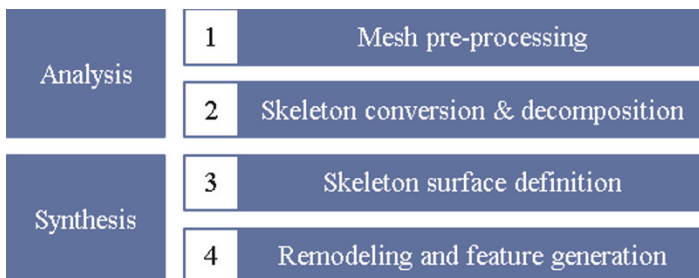 Analysis
1 Mesh pre-processing
2 Skeleton conversion & decomposition
Synthesis
3 Skeleton surface definition
4 Remodeling and feature generation